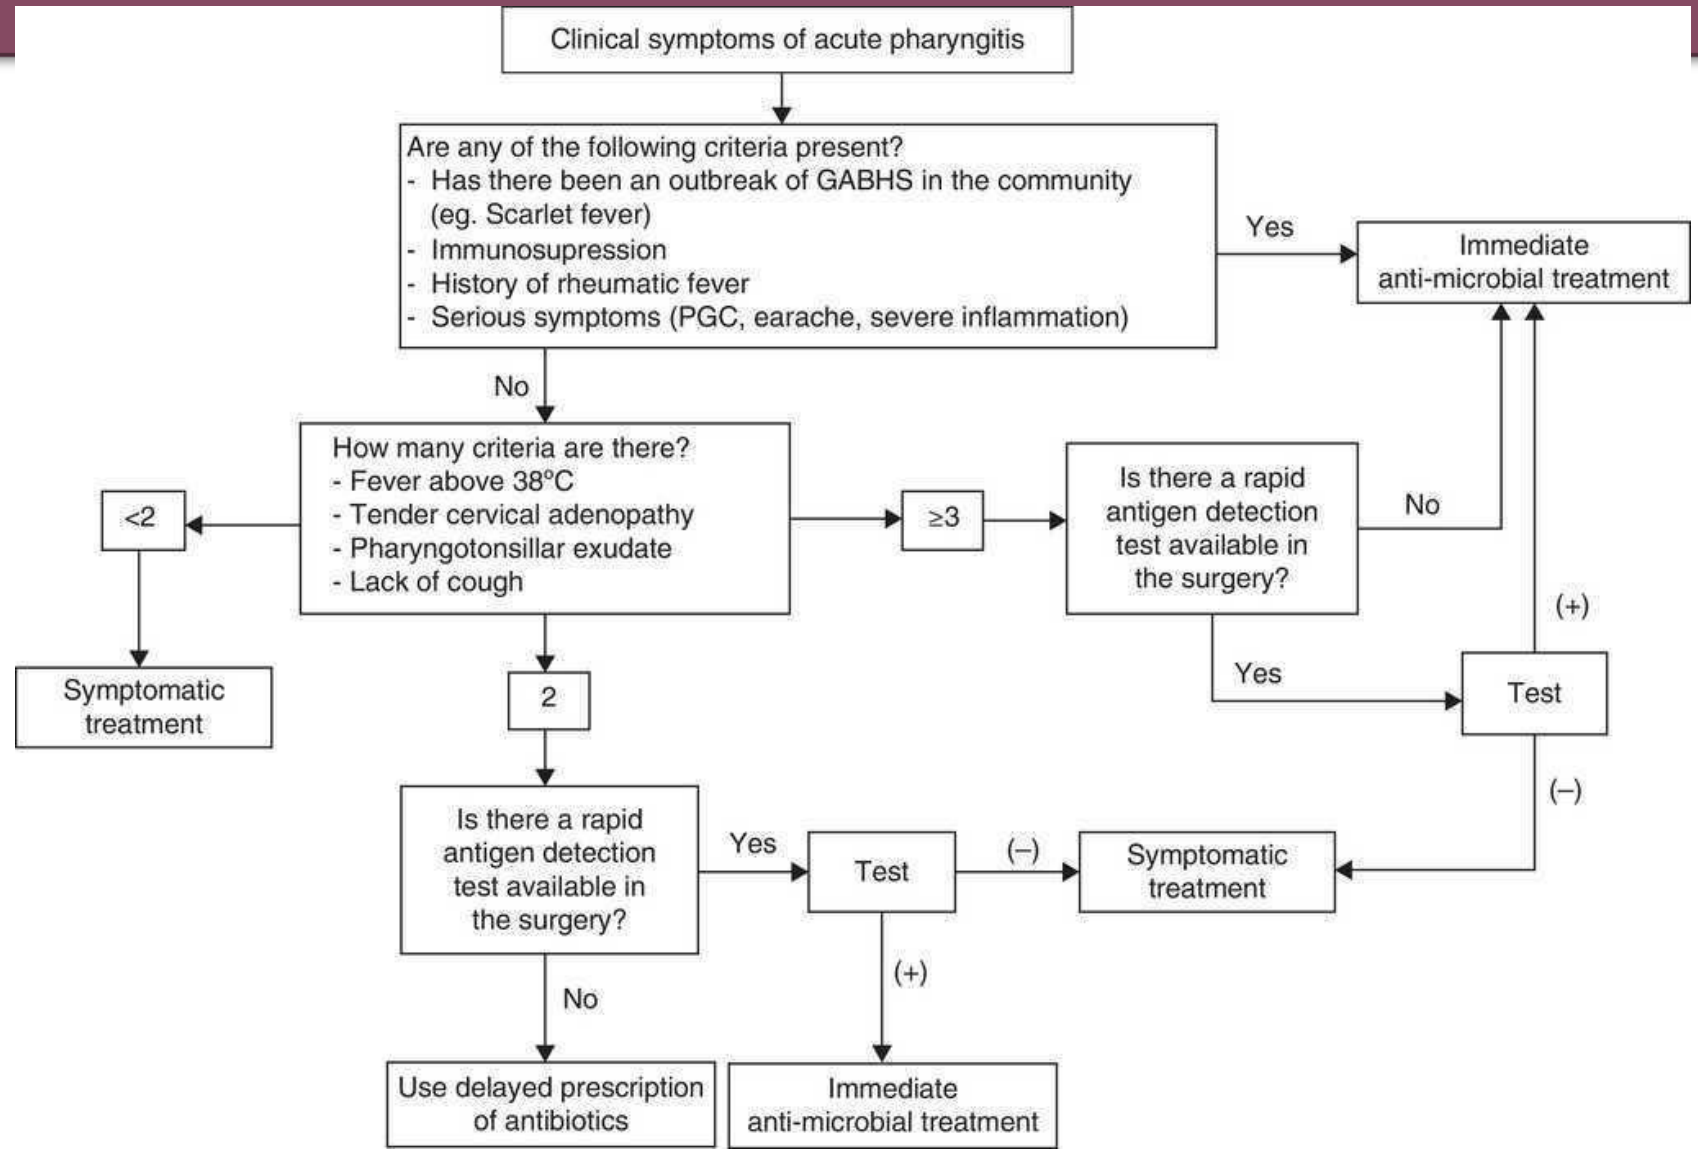 Clinical symptoms of acute pharyngitis
Are any of the following criteria present?
- Has there been an outbreak of GABHS in the community
(eg. Scarlet fever)
- Immunosupression
- History of rheumatic fever
- Serious symptoms (PGC, earache, severe inflammation)
Yes
Immediate
anti-microbial treatment
No
How many criteria are there?
- Fever above 38ºC
- Tender cervical adenopathy
- Pharyngotonsillar exudate
- Lack of cough
<2
Symptomatic
treatment
≥3
Is there a rapid
antigen detection
test available in
the surgery?
No
Yes
Test
(+)
(–)
2
Is there a rapid
antigen detection
test available in
the surgery?
Yes
Test
(–)
Symptomatic
treatment
(+)
Immediate
anti-microbial treatment
No
Use delayed prescription
of antibiotics